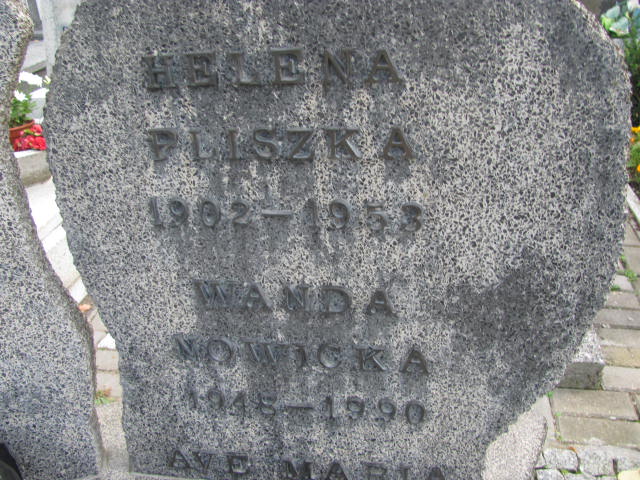 HELENA
PLISZKA
1902-1953
WANDA
NOWICKA
1948-1990
AVE MARIA